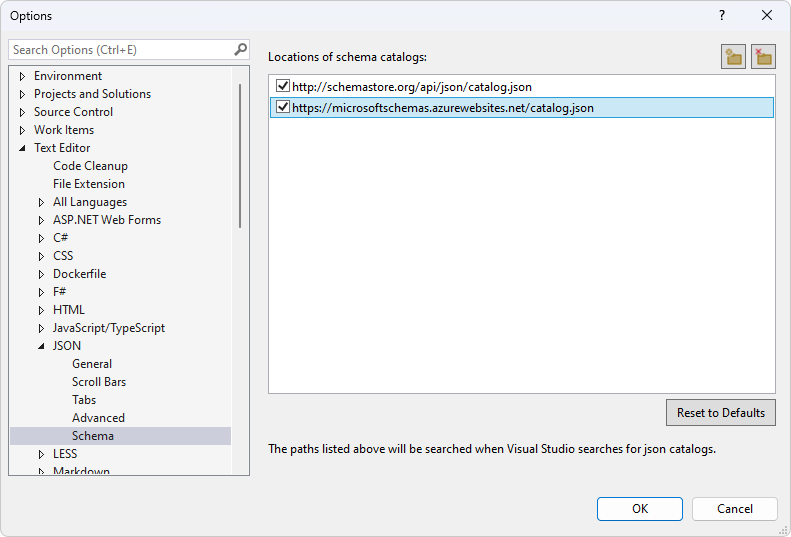 Options
?
Search Options (Ctrl+E)
Environment
Projects and Solutions
Source Control
Work Items
Text Editor
Code Cleanup
File Extension
All Languages
ASP.NET Web Forms
C#
CSS
Dockerfile
F#
HTML
JavaScript/TypeScript
JSON
General
Scroll Bars
Tabs
Advanced
Schema
LESS
Markdown
Locations of schema catalogs:
http://schemastore.org/api/json/catalog.json
https://microsoftschemas.azurewebsites.net/catalog.json
Reset to Defaults
The paths listed above will be searched when Visual Studio searches for json catalogs.
OK
Cancel